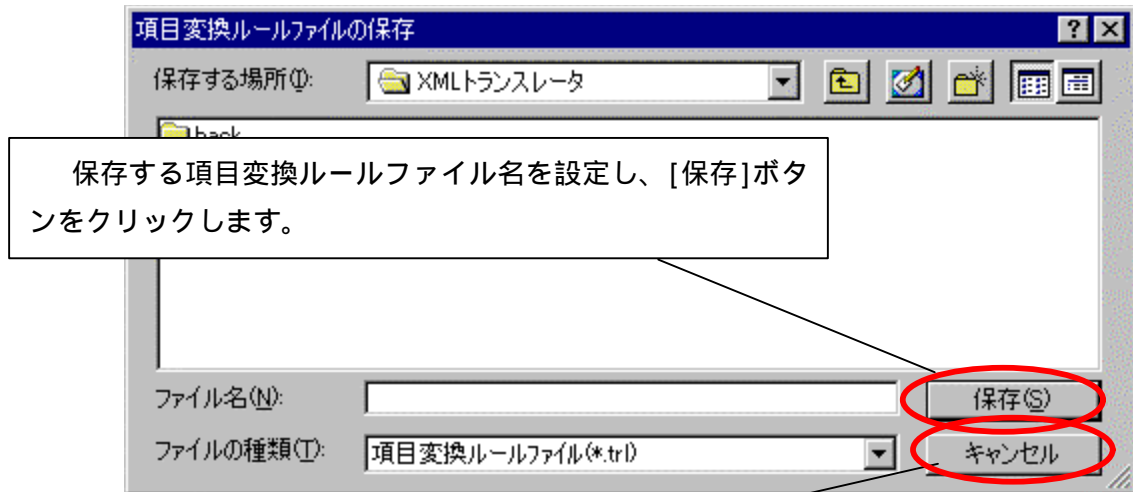 項目変換ルールファイルの保存
保存する場所(I):
XMLトランスレータ
back
保存する項目変換ルールファイル名を設定し、[保存]ボタ
ンをクリックします。
ファイル名(N):
保存(S)
ファイルの種類(T):
項目変換ルールファイル(*.trl)
キャンセル